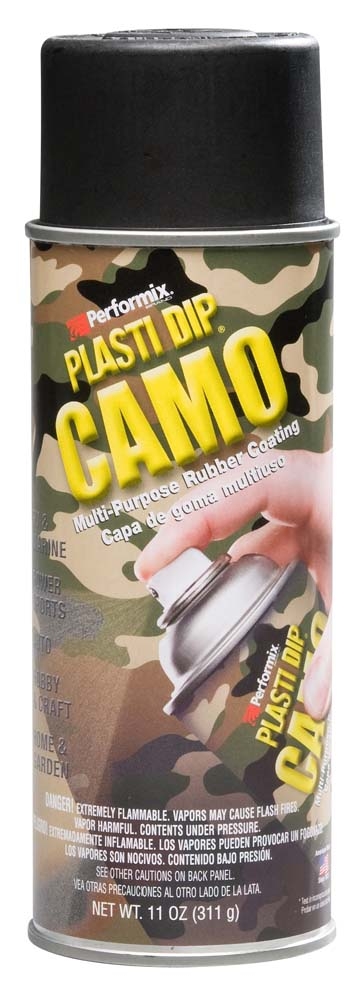 Performix
PLASTI DIP®
CAMO
Multi-Purpose Rubber Coating
Capa de goma multiuso
&
HOME &
Performix
PLASTI DIP
DANGER! EXTREMELY FLAMMABLE. VAPORS MAY CAUSE FLASH FIRES.
VAPOR HARMFUL. CONTENTS UNDER PRESSURE.
EXTREMADAMENTE INFLAMABLE. LOS VAPORES PUEDEN PROVOCAR UN
LOS VAPORES SON NOCIVOS. CONTENIDO BAJO PRESIÓN.
SEE OTHER CAUTIONS ON BACK PANEL.
VEA OTRAS PRECAUCIONES AL OTRO LADO DE LA LATA.
NET WT. 11 OZ (311 g)